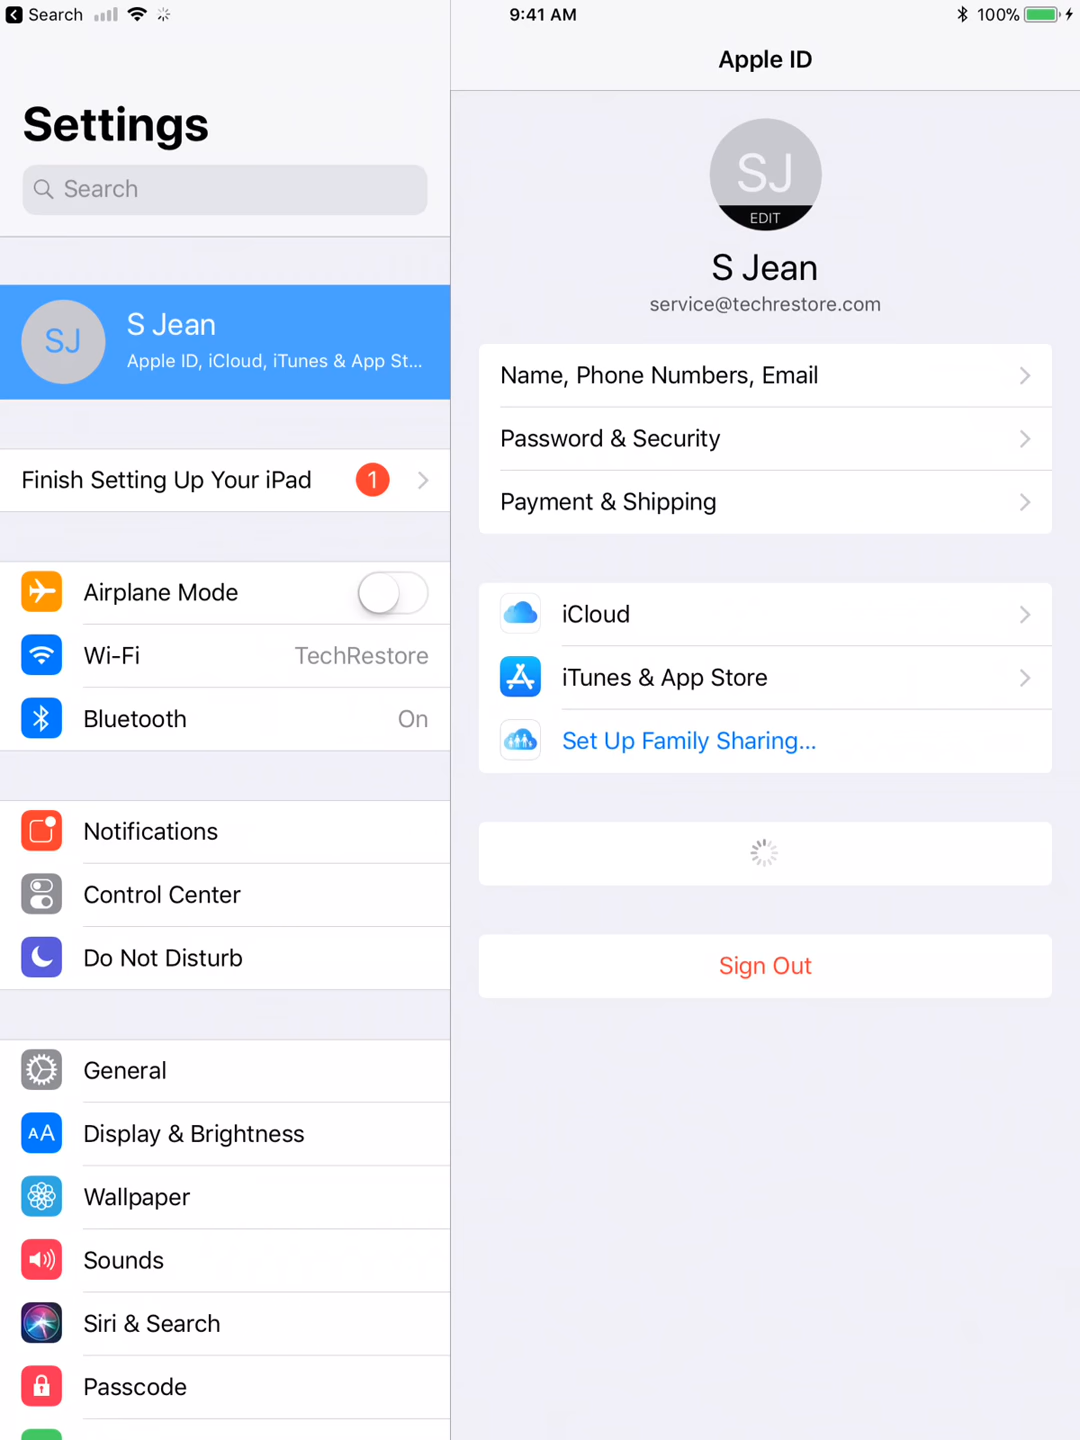 Search
9:41 AM
100%
Settings
Search
SJ
S Jean
Apple ID, iCloud, iTunes & App St...
Finish Setting Up Your iPad 1
Airplane Mode
Wi-Fi TechRestore
Bluetooth On
Notifications
Control Center
Do Not Disturb
General
AA Display & Brightness
Wallpaper
Sounds
Siri & Search
Passcode
Apple ID
SJ
EDIT
S Jean
service@techrestore.com
Name, Phone Numbers, Email
Password & Security
Payment & Shipping
iCloud
iTunes & App Store
Set Up Family Sharing...
Sign Out